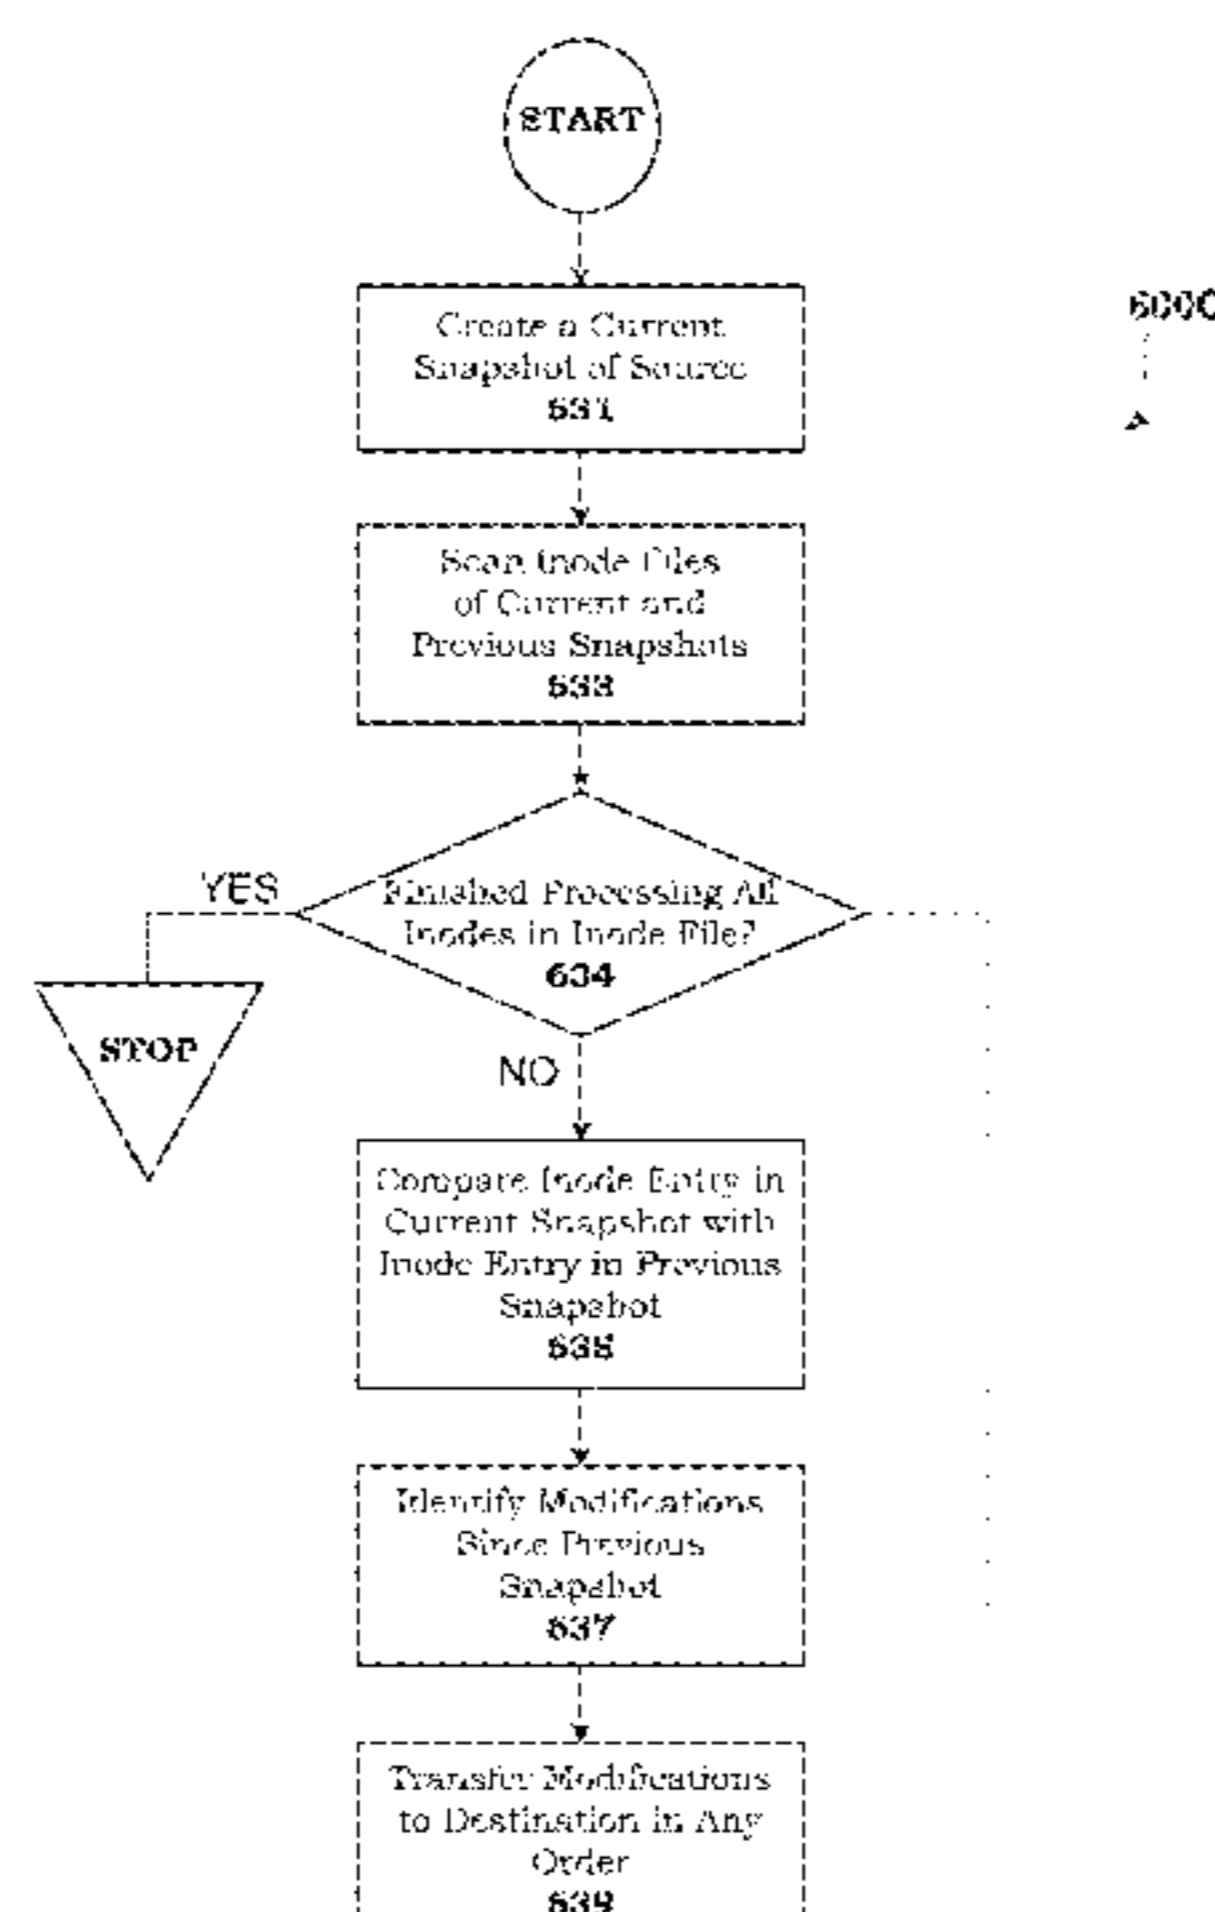 START
6000
Create a Current
Snapshot of Source
631
Scan Inode Files
of Current and
Previous Snapshots
633
YES
Finished Processing All
Inodes in Inode File?
634
STOP
NO
Compare Inode Entry in
Current Snapshot with
Inode Entry in Previous
Snapshot
635
Identify Modifications
Since Previous
Snapshot
637
Transfer Modifications
to Destination in Any
Order
639